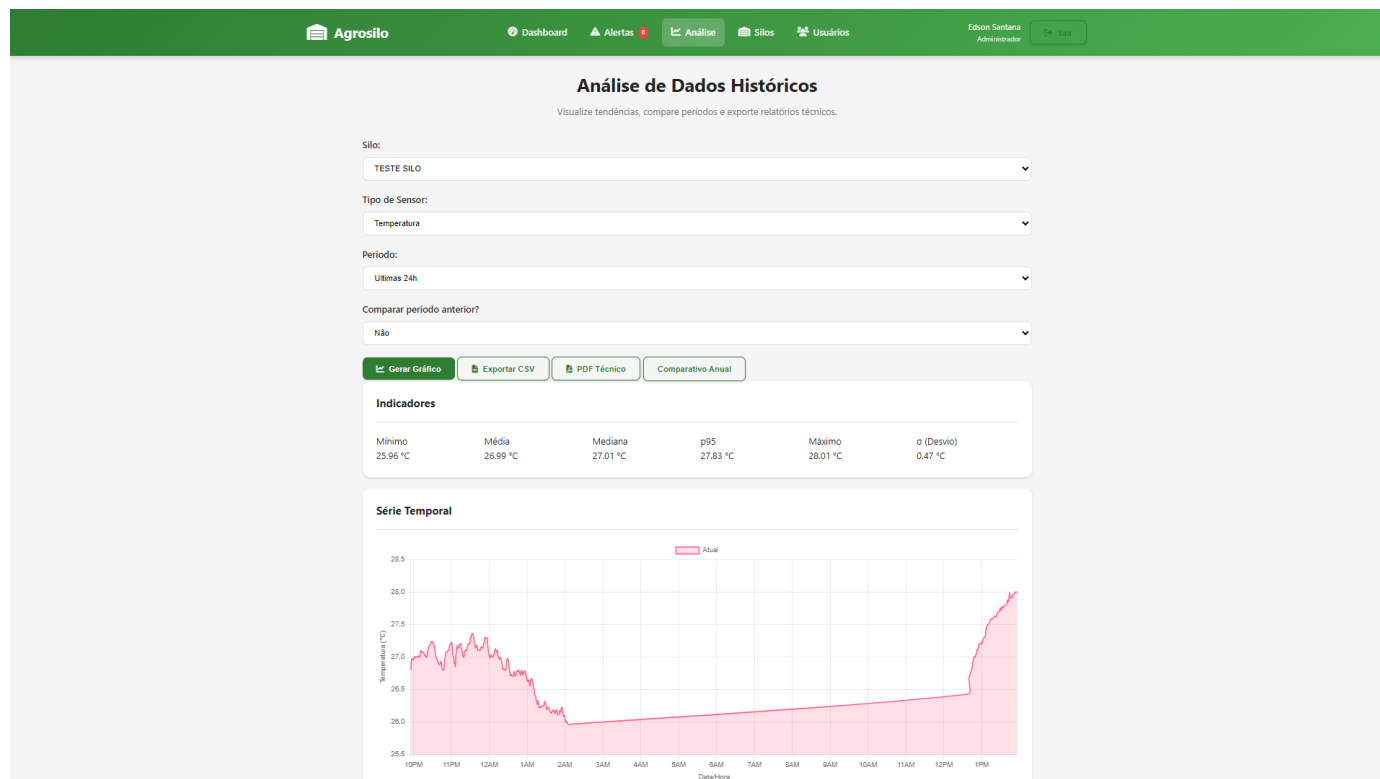 Agrosilo
Dashboard
Alertas
Análise
Silos
Usuários
Edson Santana
Administrador
Sair
Análise de Dados Históricos
Visualize tendências, compare períodos e exporte relatórios técnicos.
Silo:
TESTE SILO
Tipo de Sensor:
Temperatura
Período:
Últimas 24h
Comparar período anterior?
Não
Gerar Gráfico
Exportar CSV
PDF Técnico
Comparativo Anual
Indicadores
Mínimo Média Mediana p95 Máximo σ (Desvio)
25.96 °C 26.99 °C 27.01 °C 27.83 °C 28.01 °C 0.47 °C
Série Temporal
Atual
Temperatura (°C)
28,5
28,0
27,5
27,0
26,5
26,0
25,5
10PM 11PM 12AM 1AM 2AM 3AM 4AM 5AM 6AM 7AM 8AM 9AM 10AM 11AM 12PM 1PM
Data/Hora